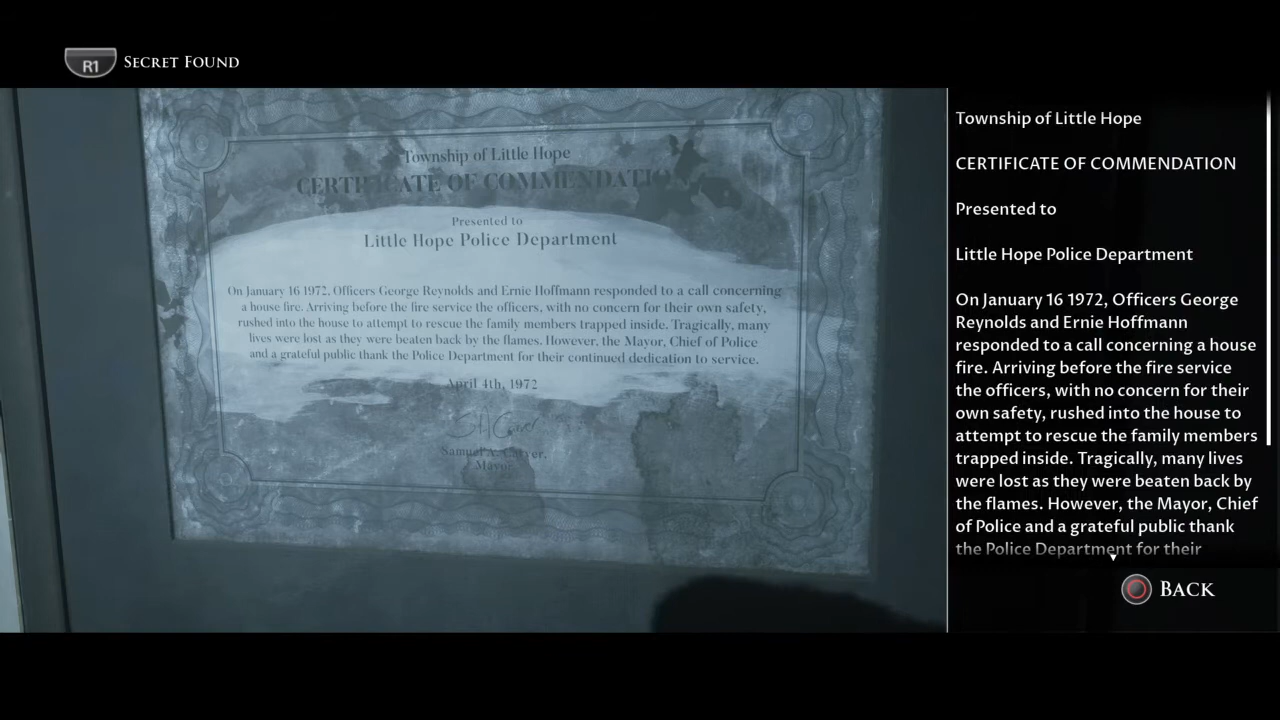 R1 SECRET FOUND
Township of Little Hope
CERTIFICATE OF COMMENDATIO
Presented to
Little Hope Police Department
On January 16 1972, Officers George Reynolds and Ernie Hoffmann responded to a call concerning
a house fire. Arriving before the fire service the officers, with no concern for their own safety,
rushed into the house to attempt to rescue the family members trapped inside. Tragically, many
lives were lost as they were beaten back by the flames. However, the Mayor, Chief of Police
and a grateful public thank the Police Department for their continued dedication to service.
April 4th, 1972
SACarver
Samuel A. Carver,
Mayor
Township of Little Hope
CERTIFICATE OF COMMENDATION
Presented to
Little Hope Police Department
On January 16 1972, Officers George
Reynolds and Ernie Hoffmann
responded to a call concerning a house
fire. Arriving before the fire service
the officers, with no concern for their
own safety, rushed into the house to
attempt to rescue the family members
trapped inside. Tragically, many lives
were lost as they were beaten back by
the flames. However, the Mayor, Chief
of Police and a grateful public thank
the Police Department for their
BACK